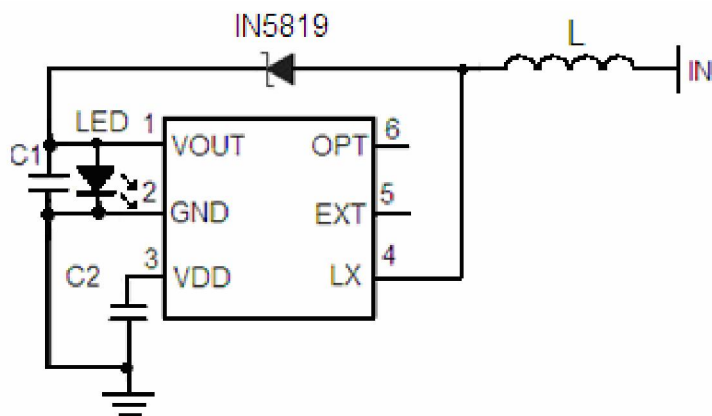 IN5819
L
IN
LED 1
VOUT OPT 6
C1
2
GND EXT 5
C2 3
VDD LX 4